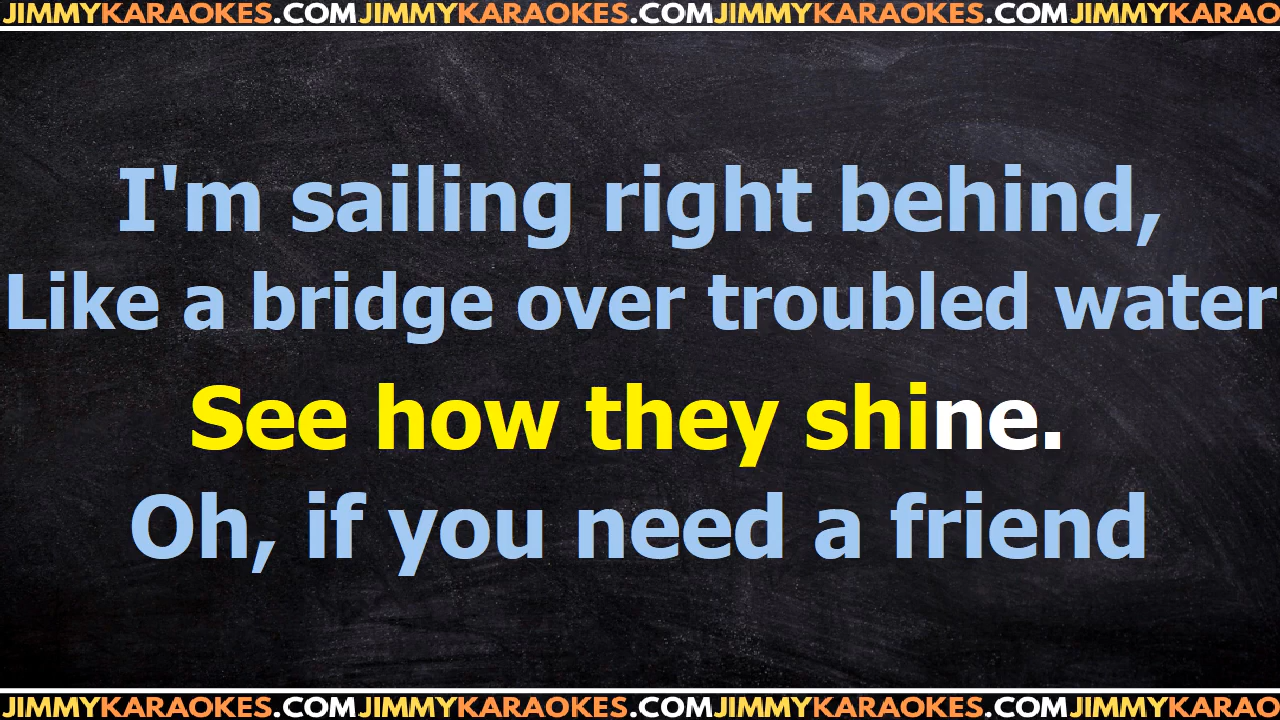 JIMMYKARAOKES.COMJIMMYKARAOKES.COMJIMMYKARAOKES.COMJIMMYKARAO
I'm sailing right behind,
Like a bridge over troubled water
See how they shine.
Oh, if you need a friend
JIMMYKARAOKES.COMJIMMYKARAOKES.COMJIMMYKARAOKES.COMJIMMYKARAO